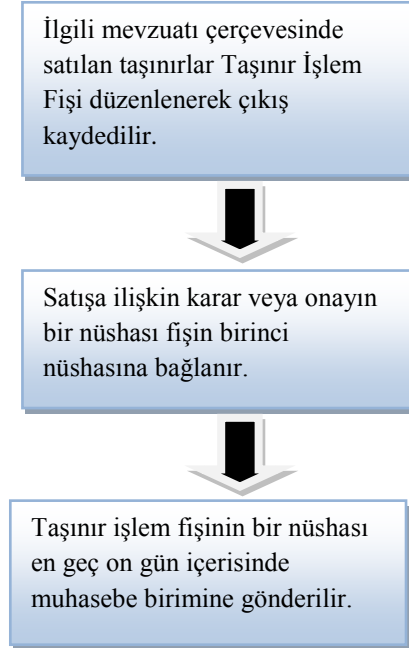 İlgili mevzuatı çerçevesinde
satılan taşınırlar Taşınır İşlem
Fişi düzenlenerek çıkış
kaydedilir.
Satışa ilişkin karar veya onayın
bir nüshası fişin birinci
nüshasına bağlanır.
Taşınır işlem fişinin bir nüshası
en geç on gün içerisinde
muhasebe birimine gönderilir.